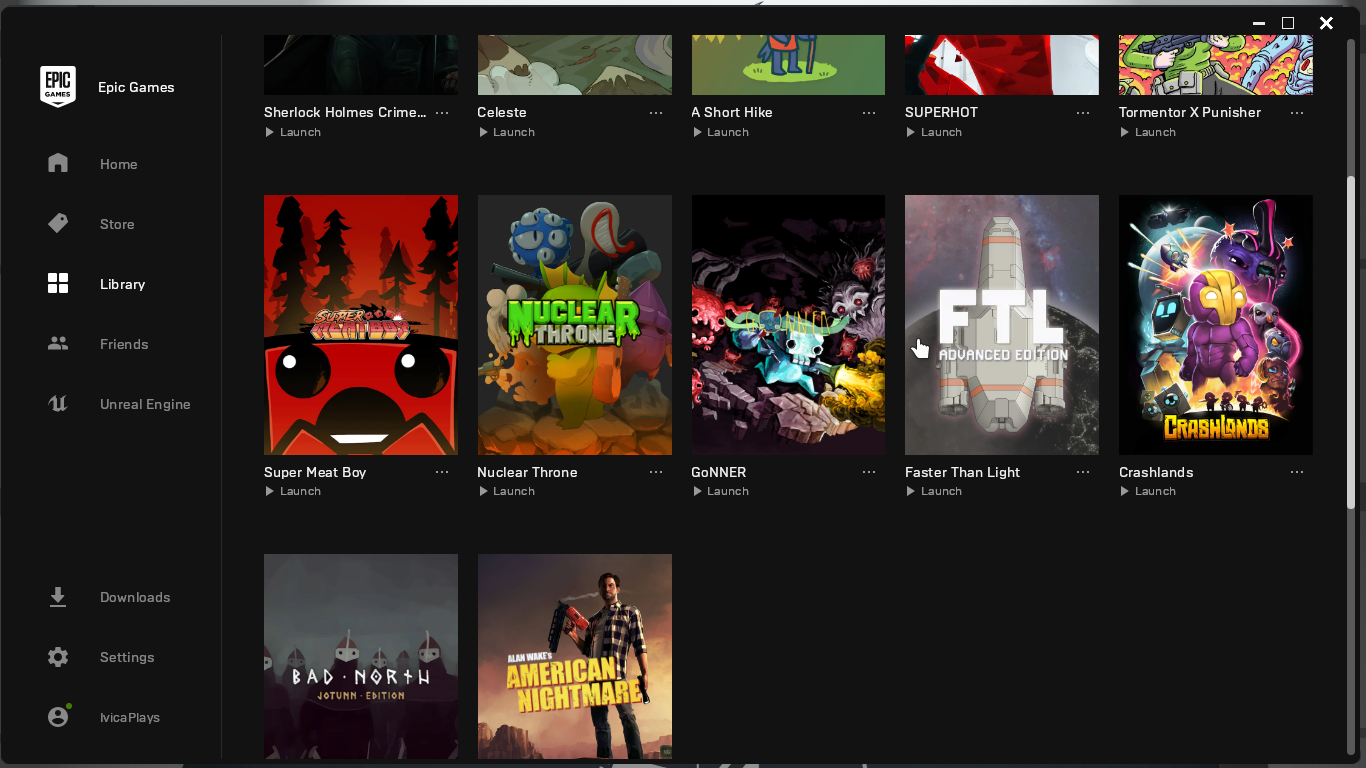 EPIC
GAMES
Epic Games
Home
Store
Library
Friends
Unreal Engine
Downloads
Settings
IvicaPlays
Sherlock Holmes Crime...
Launch
Celeste
Launch
A Short Hike
Launch
SUPERHOT
Launch
Tormentor X Punisher
Launch
SUPER
MEAT BOY
NUCLEAR
THRONE
GONNER
FTL
ADVANCED EDITION
CRASHLANDS
Super Meat Boy
Launch
Nuclear Throne
Launch
GoNNER
Launch
Faster Than Light
Launch
Crashlands
Launch
BAD · NORTH
JOTUNN · EDITION
ALAN WAKE'S
AMERICAN
NIGHTMARE